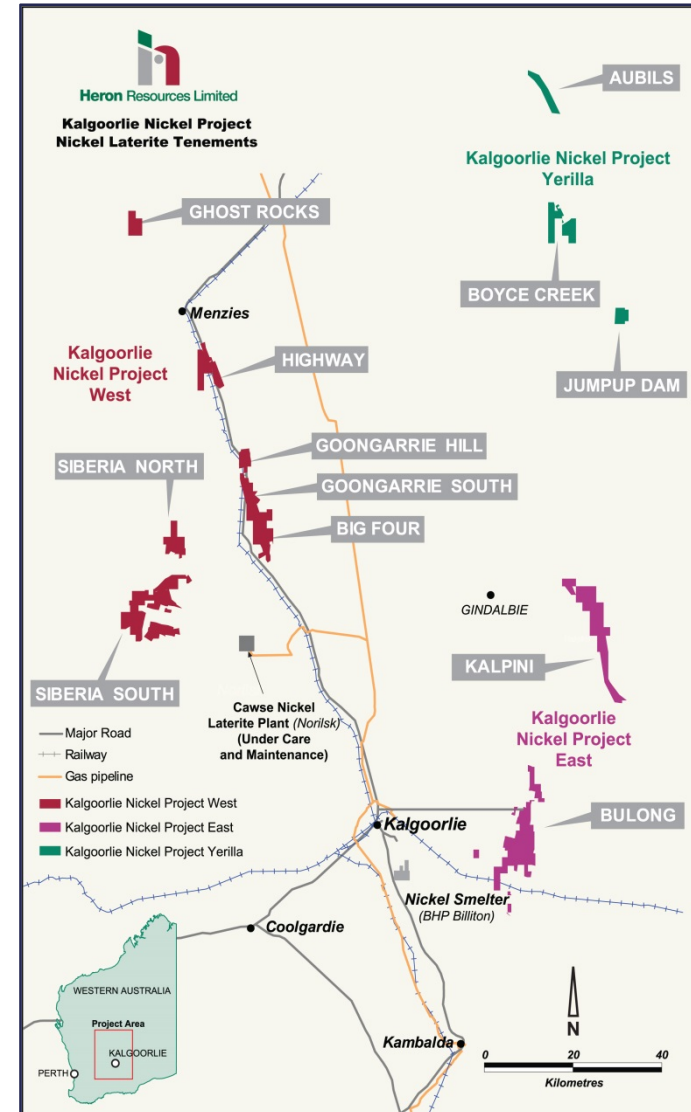 Heron Resources Limited
Kalgoorlie Nickel Project
Nickel Laterite Tenements
AUBILS
Kalgoorlie Nickel Project
Yerilla
GHOST ROCKS
BOYCE CREEK
Menzies
JUMPUP DAM
Kalgoorlie
Nickel Project
West
HIGHWAY
GOONGARRIE HILL
SIBERIA NORTH
GOONGARRIE SOUTH
BIG FOUR
GINDALBIE
KALPINI
SIBERIA SOUTH
Cawse Nickel
Laterite Plant (Norilsk)
(Under Care
and Maintenance)
Kalgoorlie
Nickel Project
East
Major Road
Railway
Gas pipeline
Kalgoorlie Nickel Project West
Kalgoorlie Nickel Project East
Kalgoorlie Nickel Project Yerilla
BULONG
Kalgoorlie
Nickel Smelter
(BHP Billiton)
Coolgardie
WESTERN AUSTRALIA
Project Area
KALGOORLIE
PERTH
Kambalda
N
0 20 40
Kilometres